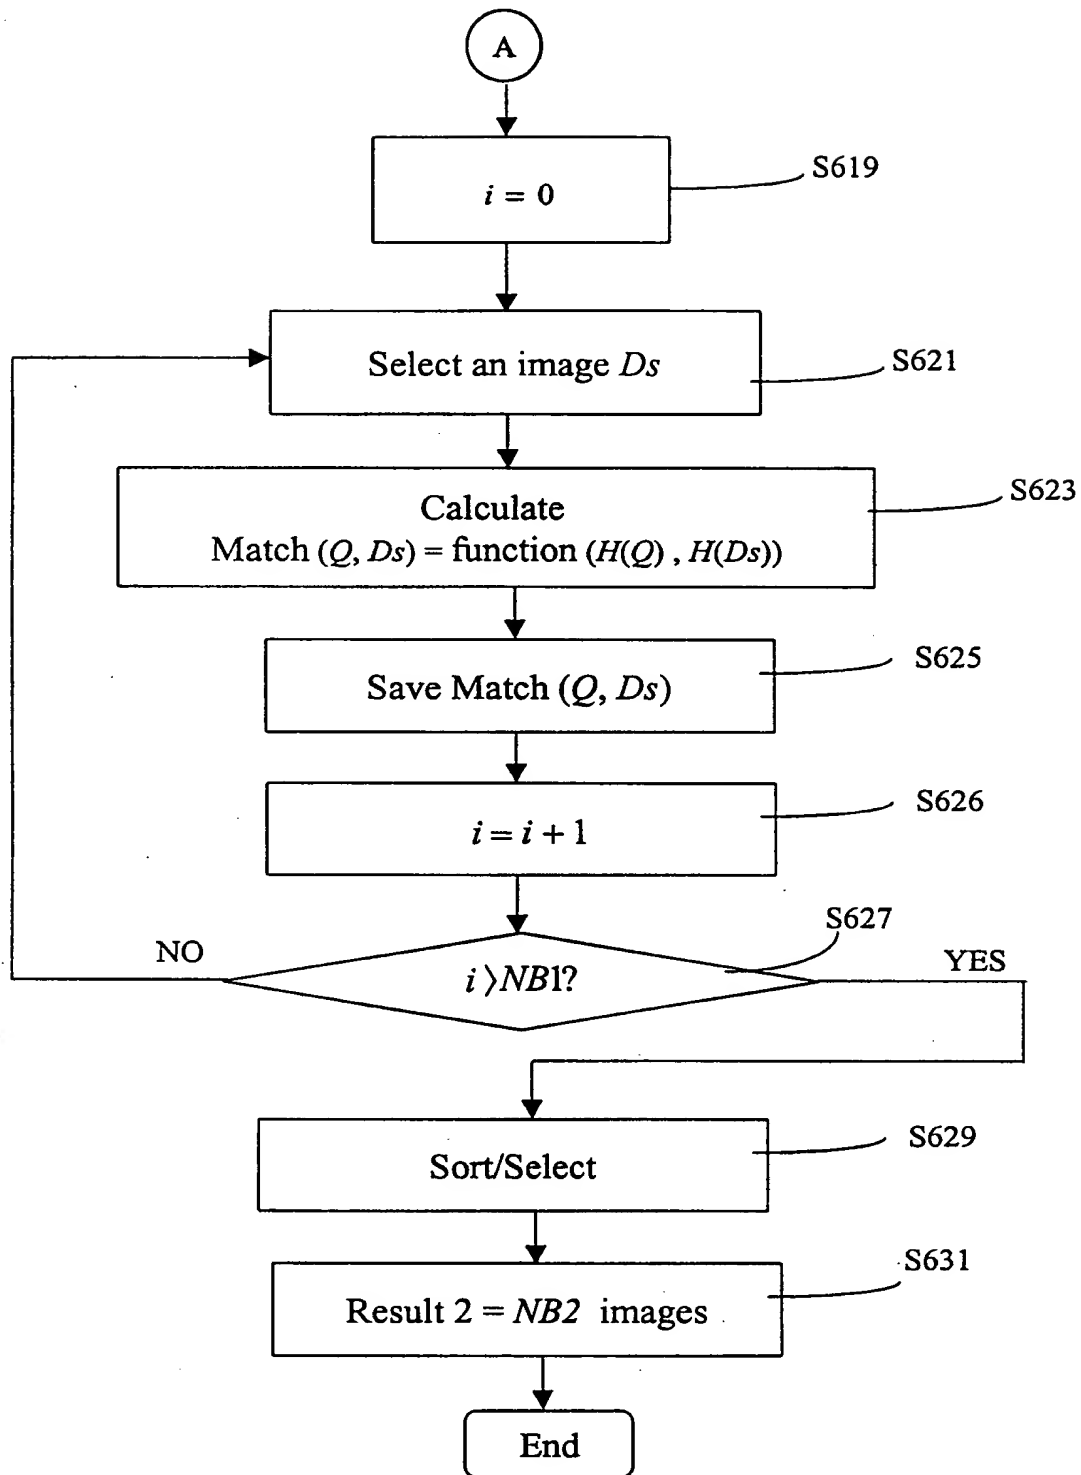 A
i = 0
S619
Select an image Ds
S621
Calculate
Match (Q, Ds) = function (H(Q) , H(Ds))
S623
Save Match (Q, Ds)
S625
i = i + 1
S626
S627
NO
i 〉NB1?
YES
Sort/Select
S629
Result 2 = NB2 images
S631
End